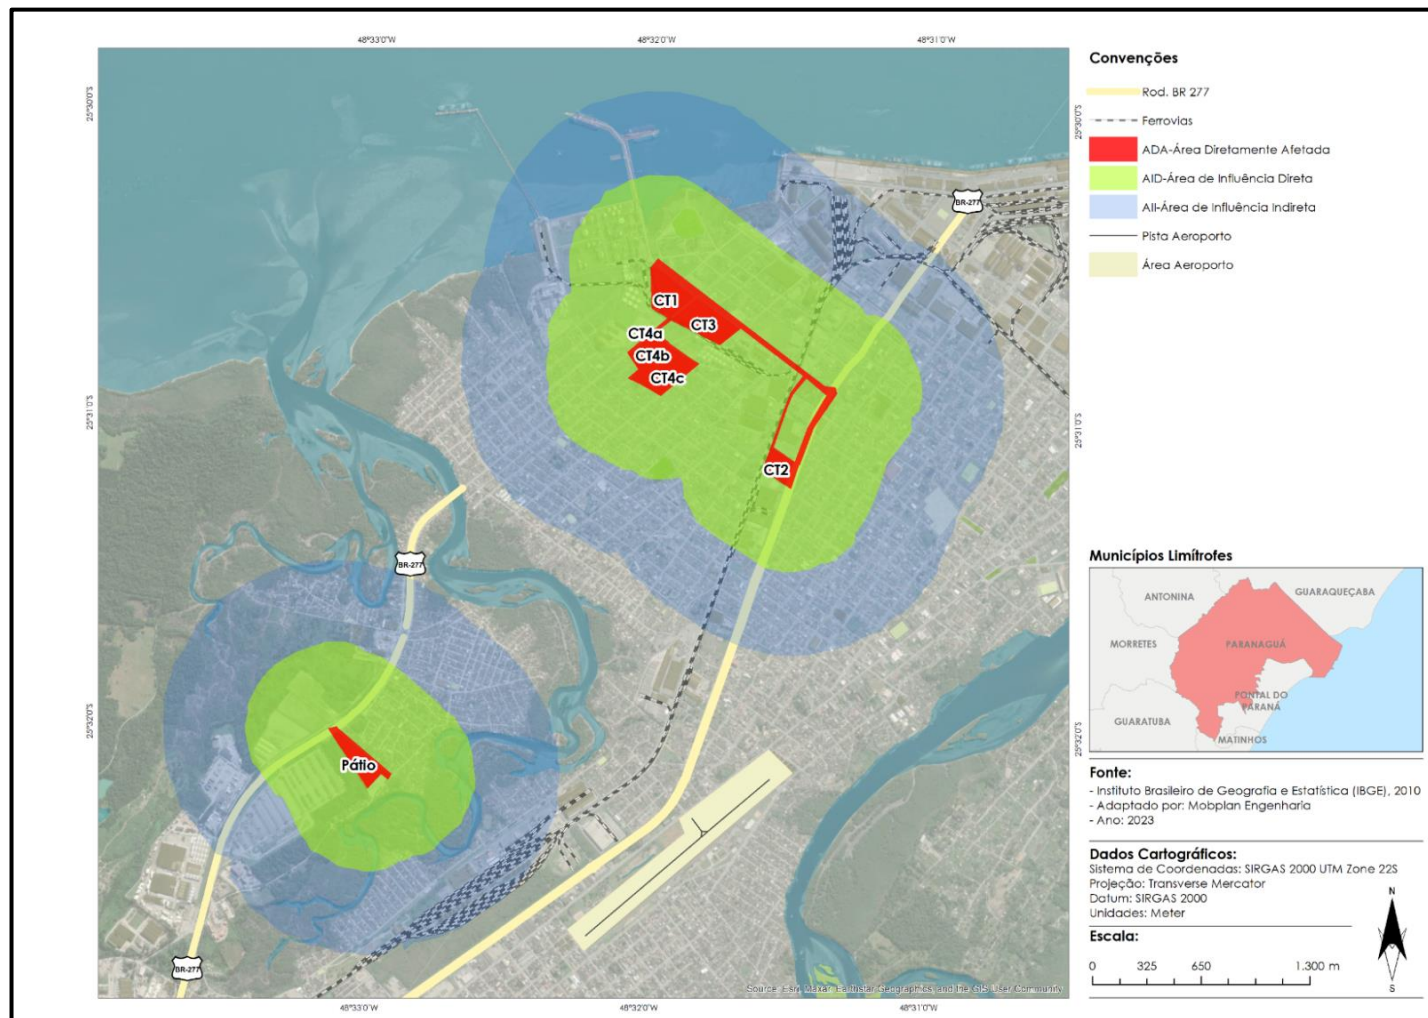 48°33'0"W
48°32'0"W
48°31'0"W
25°30'0"S
25°31'0"S
25°32'0"S
BR-277
CT1
CT3
CT4a
CT4b
CT4c
CT2
BR-277
Pátio
BR-277
Source: Esri, Maxar, Earthstar Geographics and the GIS User Community
25°30'0"S
25°31'0"S
25°32'0"S
48°33'0"W
48°32'0"W
48°31'0"W
Convenções
Rod. BR 277
Ferrovias
ADA-Área Diretamente Afetada
AID-Área de Influência Direta
AII-Área de Influência Indireta
Pista Aeroporto
Área Aeroporto
Municípios Limítrofes
ANTONINA
GUARAQUEÇABA
MORRETES
PARANAGUÁ
PONTAL DO
PARANÁ
GUARATUBA
MATINHOS
Fonte:
- Instituto Brasileiro de Geografia e Estatística (IBGE), 2010
- Adaptado por: Mobplan Engenharia
- Ano: 2023
Dados Cartográficos:
Sistema de Coordenadas: SIRGAS 2000 UTM Zone 22S
Projeção: Transverse Mercator
Datum: SIRGAS 2000
Unidades: Meter
Escala:
0 325 650 1.300 m
N
S